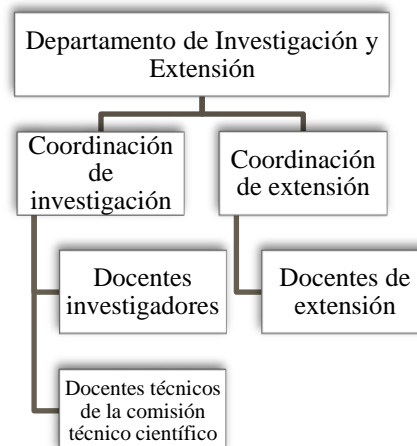 Departamento de Investigación y
Extensión
Coordinación
de
investigación
Coordinación
de extensión
Docentes
investigadores
Docentes de
extensión
Docentes técnicos
de la comisión
técnico científico